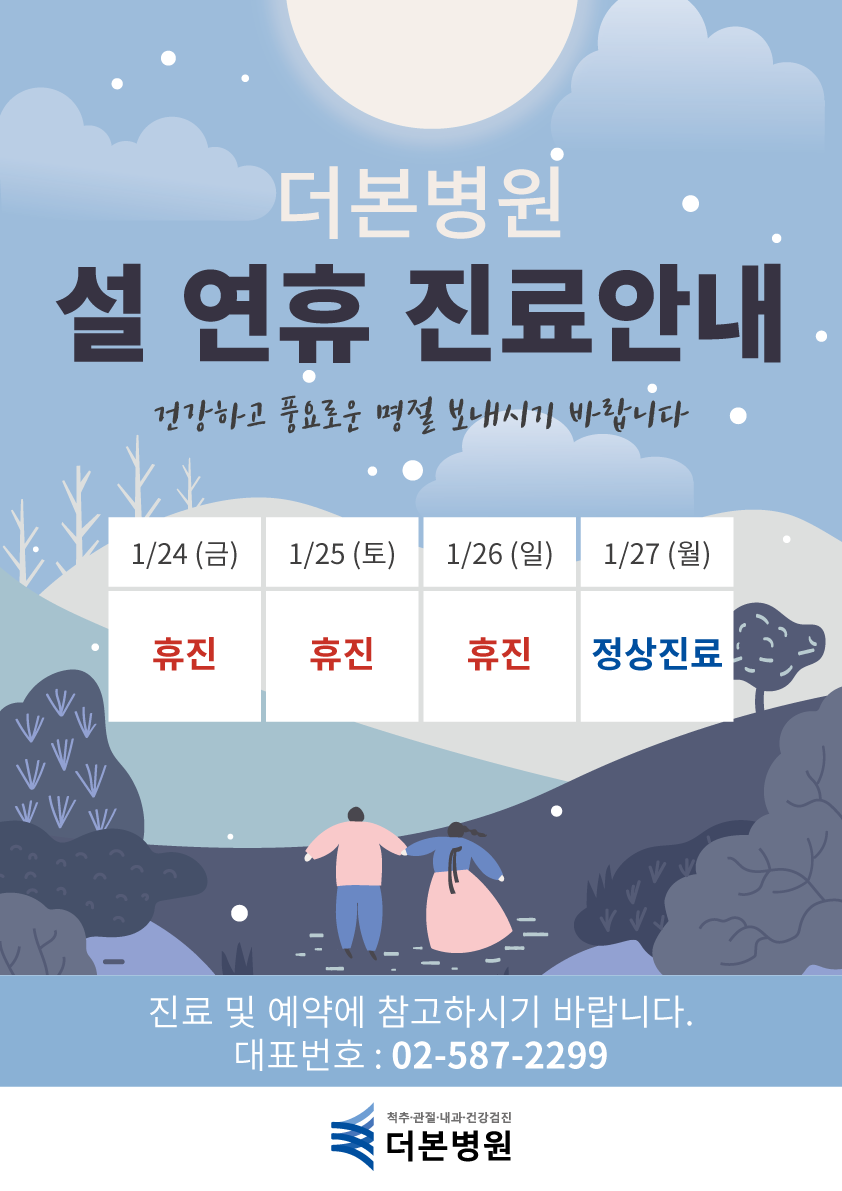 더본병원
설 연휴 진료안내
건강하고 풍요로운 명절 보내시기 바랍니다
1/24 (금) 1/25 (토) 1/26 (일) 1/27 (월)
휴진 휴진 휴진 정상진료
진료 및 예약에 참고하시기 바랍니다.
대표번호 : 02-587-2299
척추·관절·내과·건강검진
더본병원